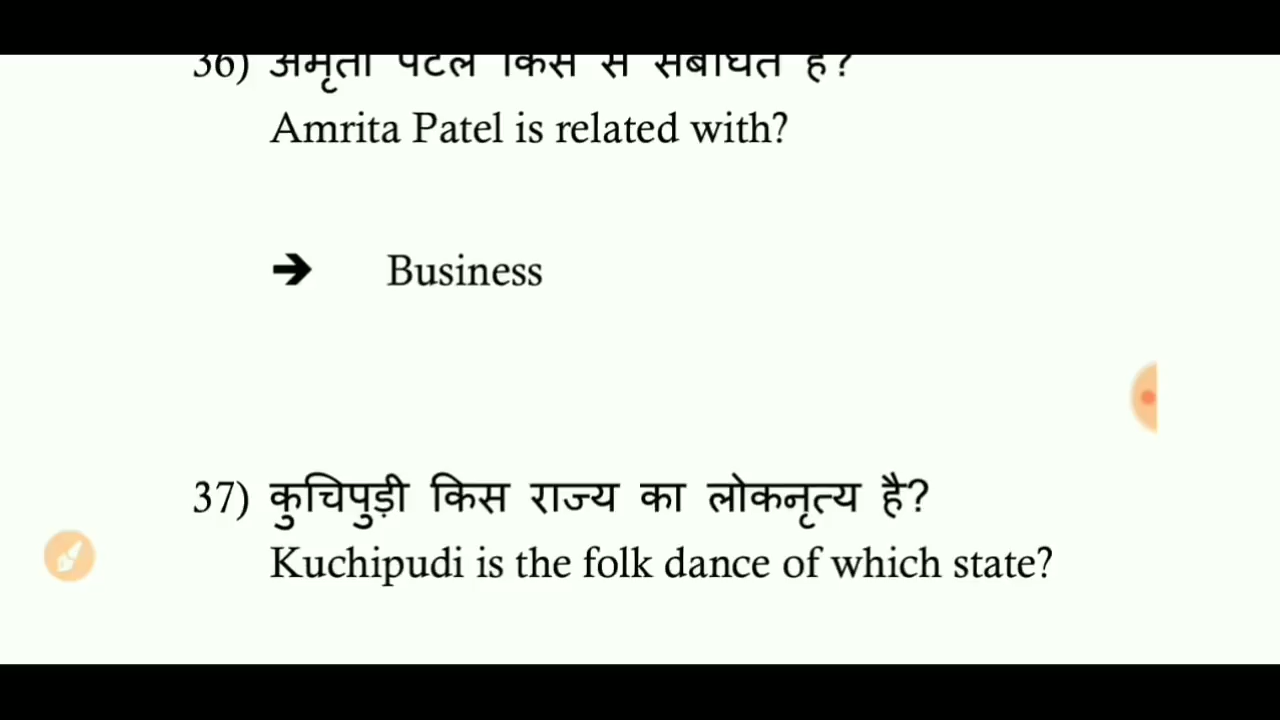 36) अमृता पटेल किस से संबंधित है?
Amrita Patel is related with?
➔ Business
37) कुचिपुड़ी किस राज्य का लोकनृत्य है?
Kuchipudi is the folk dance of which state?